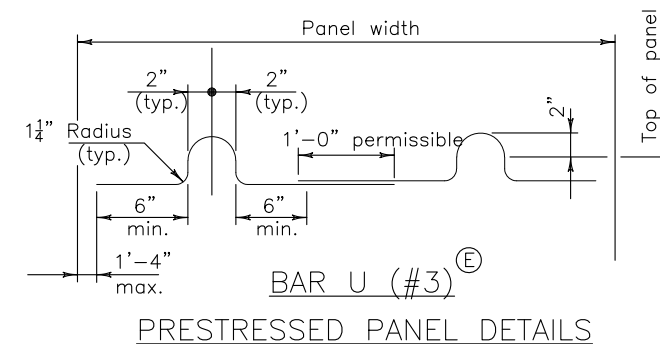 Panel width
Top of panel
2" 2"
(typ.) (typ.)
1¼" Radius
(typ.)
1'-0" permissible
2"
6" 6"
min. min.
1'-4"
max.
BAR U (#3) E
PRESTRESSED PANEL DETAILS